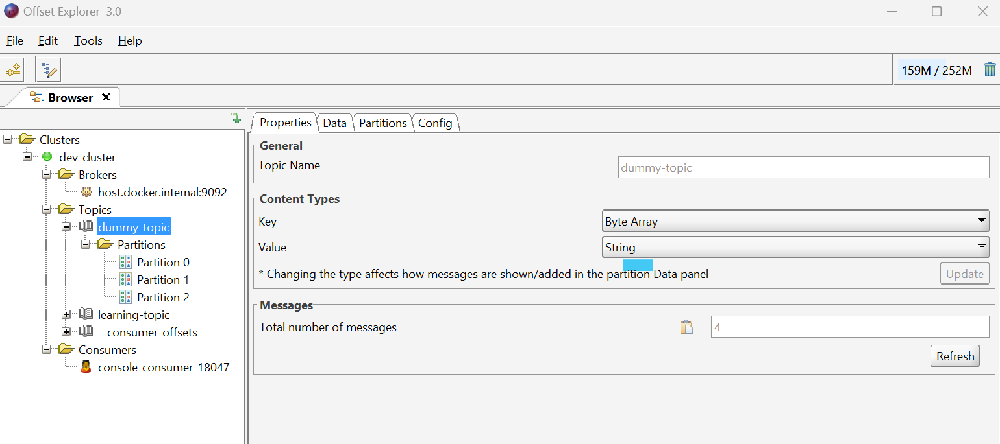 Offset Explorer 3.0
File Edit Tools Help
159M / 252M
Browser
Clusters
dev-cluster
Brokers
host.docker.internal:9092
Topics
dummy-topic
Partitions
Partition 0
Partition 1
Partition 2
learning-topic
__consumer_offsets
Consumers
console-consumer-18047
Properties Data Partitions Config
General
Topic Name dummy-topic
Content Types
Key Byte Array
Value String
* Changing the type affects how messages are shown/added in the partition Data panel Update
Messages
Total number of messages 4
Refresh